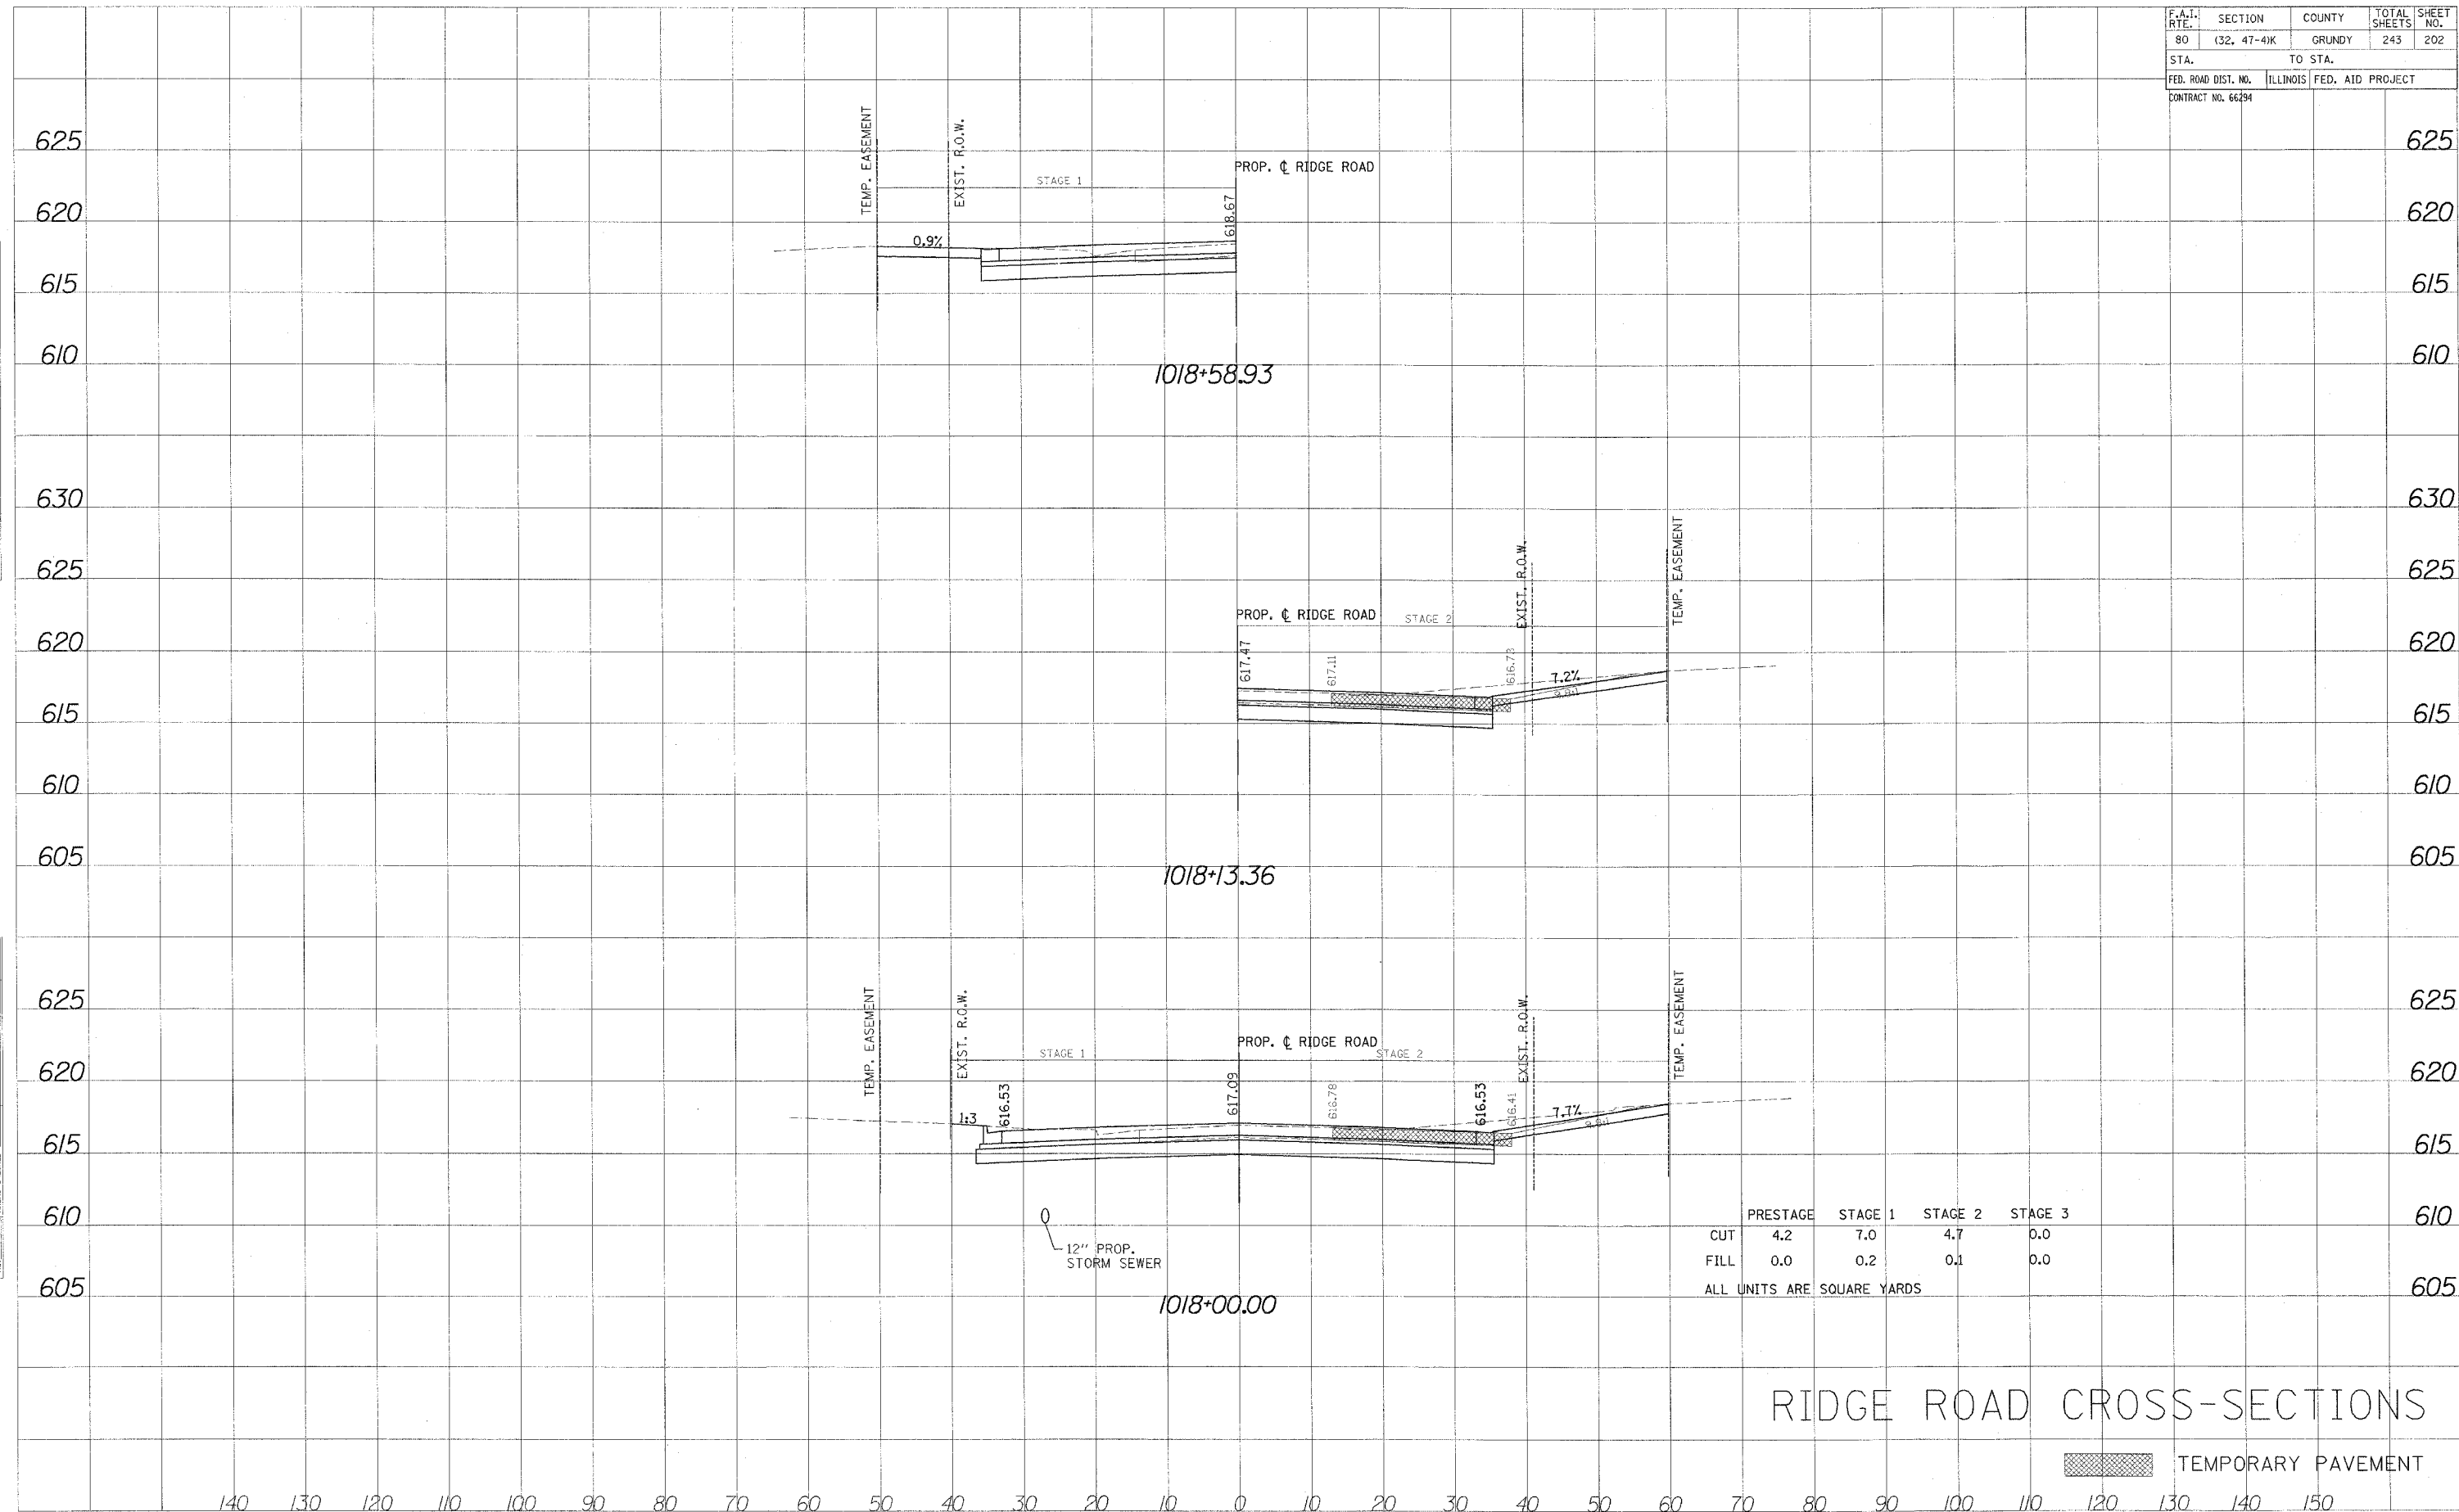 F.A.I. RTE. SECTION COUNTY TOTAL SHEETS SHEET NO.
80 (32, 47-4)K GRUNDY 243 202
STA. TO STA.
FED. ROAD DIST. NO. ILLINOIS FED. AID PROJECT
CONTRACT NO. 66294
625 625
620 620
615 615
610 610
TEMP. EASEMENT
EXIST. R.O.W.
STAGE 1
PROP. ℄ RIDGE ROAD
618.67
0.9%
1018+58.93
630 630
625 625
620 620
615 615
610 610
605 605
PROP. ℄ RIDGE ROAD
STAGE 2
EXIST. R.O.W.
TEMP. EASEMENT
617.47
617.11
616.73
7.2%
1018+13.36
625 625
620 620
615 615
610 610
605 605
TEMP. EASEMENT
EXIST. R.O.W.
STAGE 1
PROP. ℄ RIDGE ROAD
STAGE 2
EXIST. R.O.W.
TEMP. EASEMENT
1:3
616.53
617.09
616.78
616.53
616.41
7.7%
12" PROP.
STORM SEWER
1018+00.00
PRESTAGE STAGE 1 STAGE 2 STAGE 3
CUT 4.2 7.0 4.7 0.0
FILL 0.0 0.2 0.1 0.0
ALL UNITS ARE SQUARE YARDS
RIDGE ROAD CROSS-SECTIONS
TEMPORARY PAVEMENT
140 130 120 110 100 90 80 70 60 50 40 30 20 10 0 10 20 30 40 50 60 70 80 90 100 110 120 130 140 150